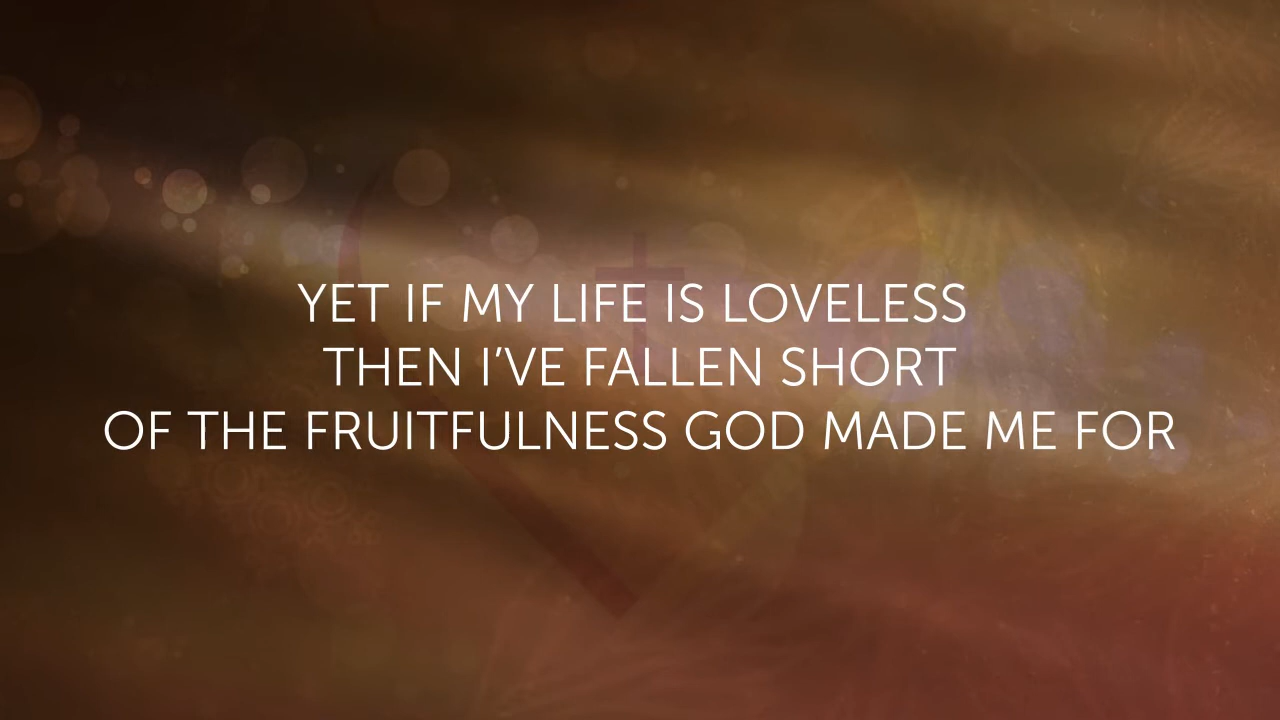 YET IF MY LIFE IS LOVELESS
THEN I’VE FALLEN SHORT
OF THE FRUITFULNESS GOD MADE ME FOR